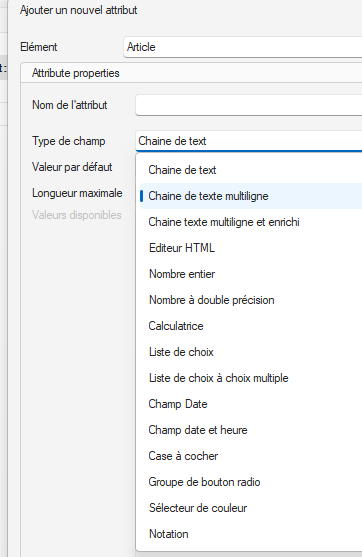 Ajouter un nouvel attribut
Elément
Article
Attribute properties
Nom de l'attribut
Type de champ
Chaine de text
Valeur par défaut
Longueur maximale
Valeurs disponibles
Chaine de text
Chaine de texte multiligne
Chaine texte multiligne et enrichi
Editeur HTML
Nombre entier
Nombre à double précision
Calculatrice
Liste de choix
Liste de choix à choix multiple
Champ Date
Champ date et heure
Case à cocher
Groupe de bouton radio
Sélecteur de couleur
Notation